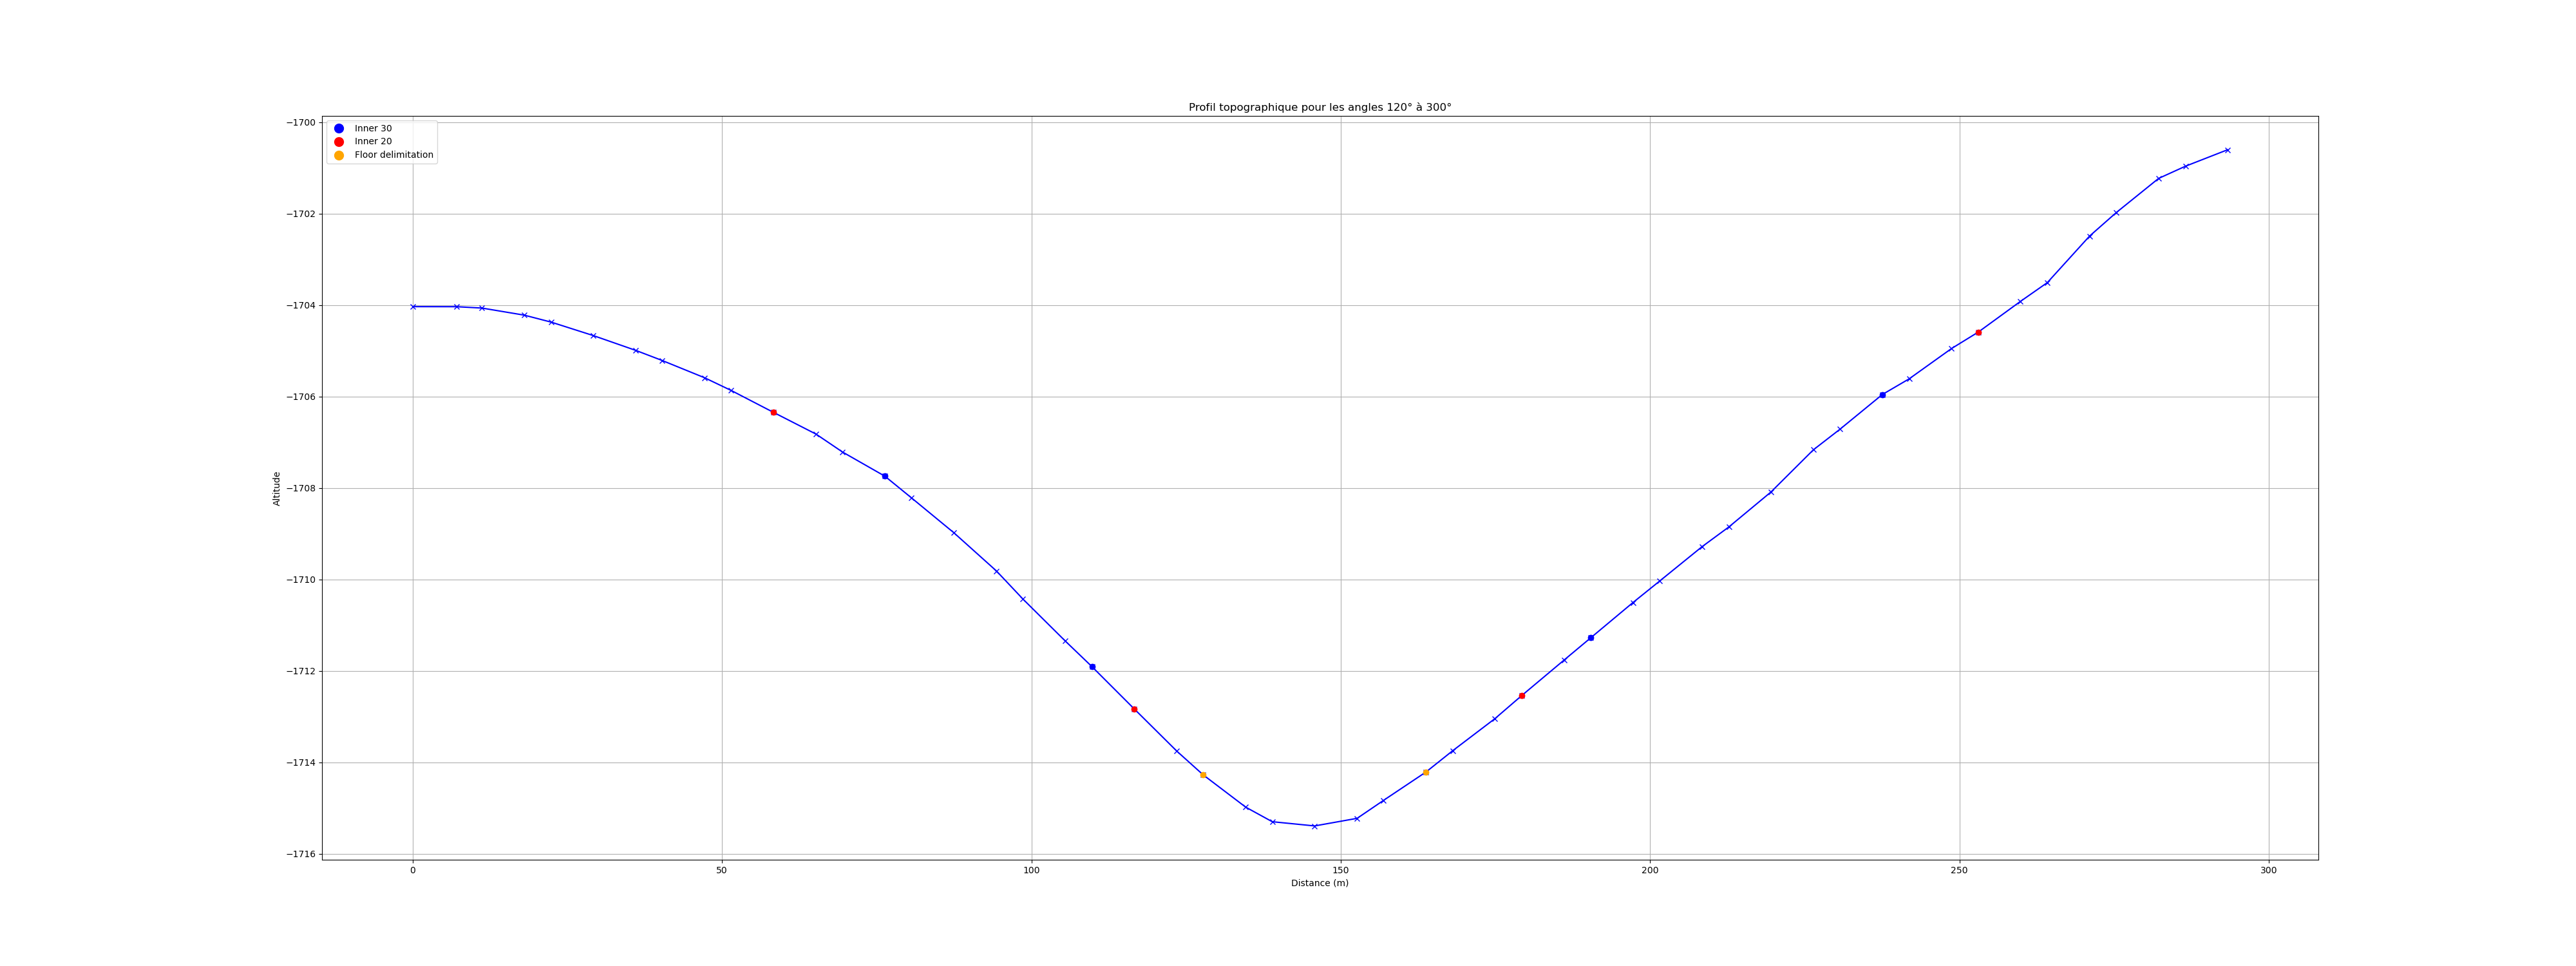 Profil topographique pour les angles 120° à 300°
Inner 30
Inner 20
Floor delimitation
Altitude
−1700
−1702
−1704
−1706
−1708
−1710
−1712
−1714
−1716
0 50 100 150 200 250 300
Distance (m)